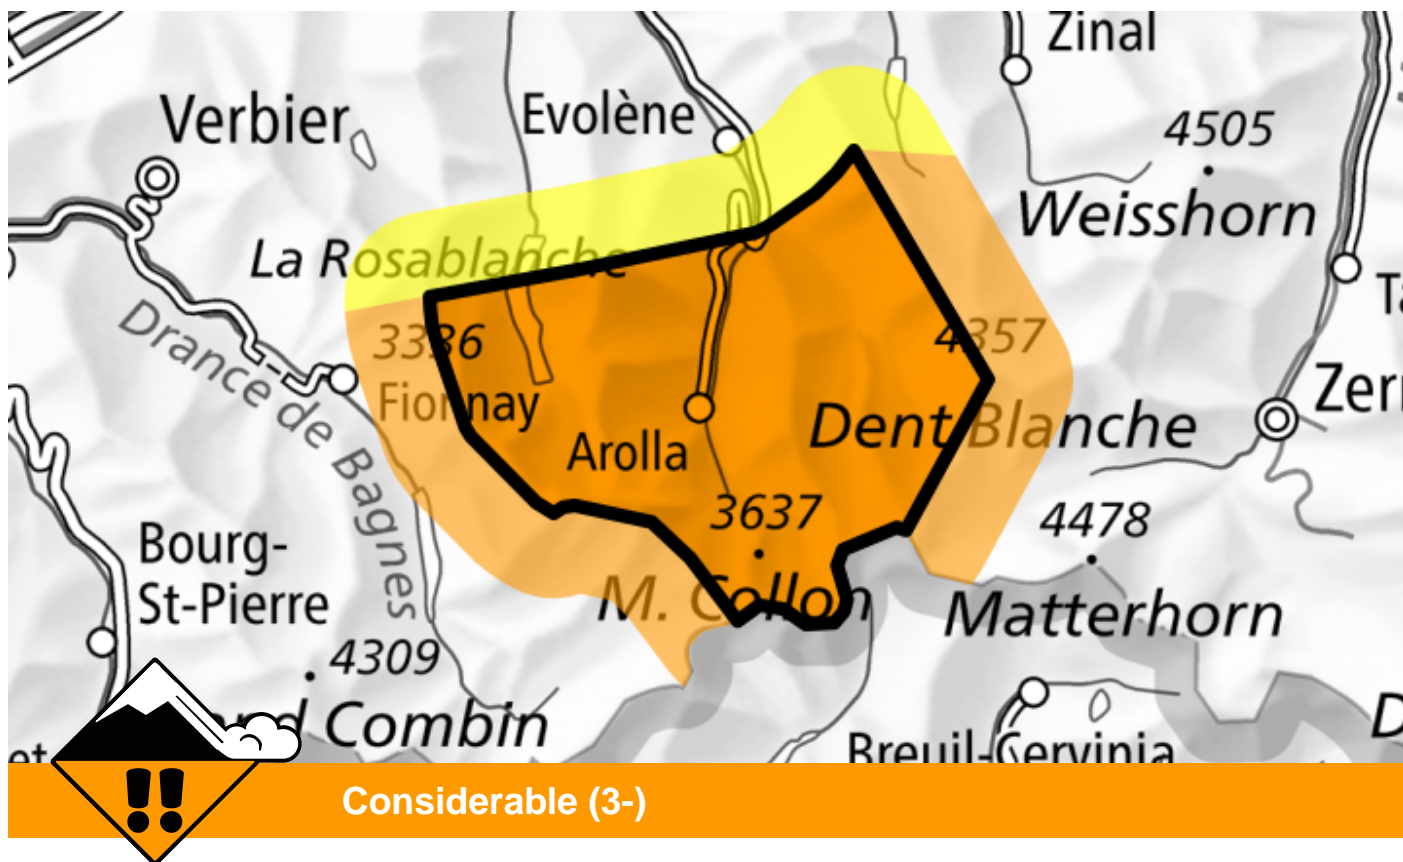 Zinal
Verbier
Evolène
4505
Weisshorn
La Rosablanche
3336
4357
Drance de Bagnes
Fionnay
Arolla
Dent Blanche
3637
4478
Bourg-
St-Pierre
M. Collon
Matterhorn
4309
Combin
Breuil-Cervinia
Considerable (3-)